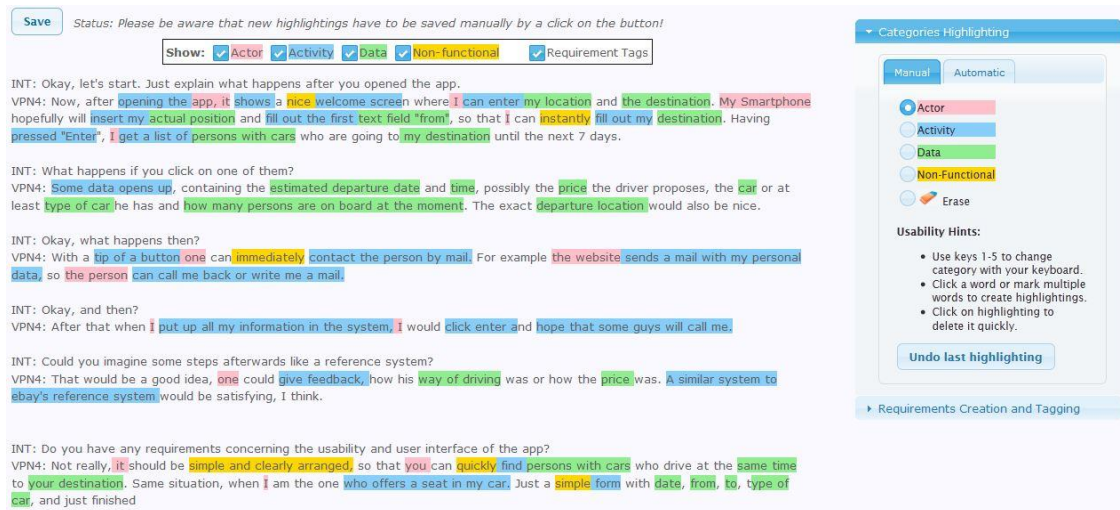 Save Status: Please be aware that new highlightings have to be saved manually by a click on the button!
Show: Actor Activity Data Non-functional Requirement Tags
INT: Okay, let's start. Just explain what happens after you opened the app.
VPN4: Now, after opening the app, it shows a nice welcome screen where I can enter my location and the destination. My Smartphone
hopefully will insert my actual position and fill out the first text field "from", so that I can instantly fill out my destination. Having
pressed "Enter", I get a list of persons with cars who are going to my destination until the next 7 days.
INT: What happens if you click on one of them?
VPN4: Some data opens up, containing the estimated departure date and time, possibly the price the driver proposes, the car or at
least type of car he has and how many persons are on board at the moment. The exact departure location would also be nice.
INT: Okay, what happens then?
VPN4: With a tip of a button one can immediately contact the person by mail. For example the website sends a mail with my personal
data, so the person can call me back or write me a mail.
INT: Okay, and then?
VPN4: After that when I put up all my information in the system, I would click enter and hope that some guys will call me.
INT: Could you imagine some steps afterwards like a reference system?
VPN4: That would be a good idea, one could give feedback, how his way of driving was or how the price was. A similar system to
ebay's reference system would be satisfying, I think.
INT: Do you have any requirements concerning the usability and user interface of the app?
VPN4: Not really, it should be simple and clearly arranged, so that you can quickly find persons with cars who drive at the same time
to your destination. Same situation, when I am the one who offers a seat in my car. Just a simple form with date, from, to, type of
car, and just finished
Categories Highlighting
Manual Automatic
Actor
Activity
Data
Non-Functional
Erase
Usability Hints:
• Use keys 1-5 to change
category with your keyboard.
• Click a word or mark multiple
words to create highlightings.
• Click on highlighting to
delete it quickly.
Undo last highlighting
Requirements Creation and Tagging